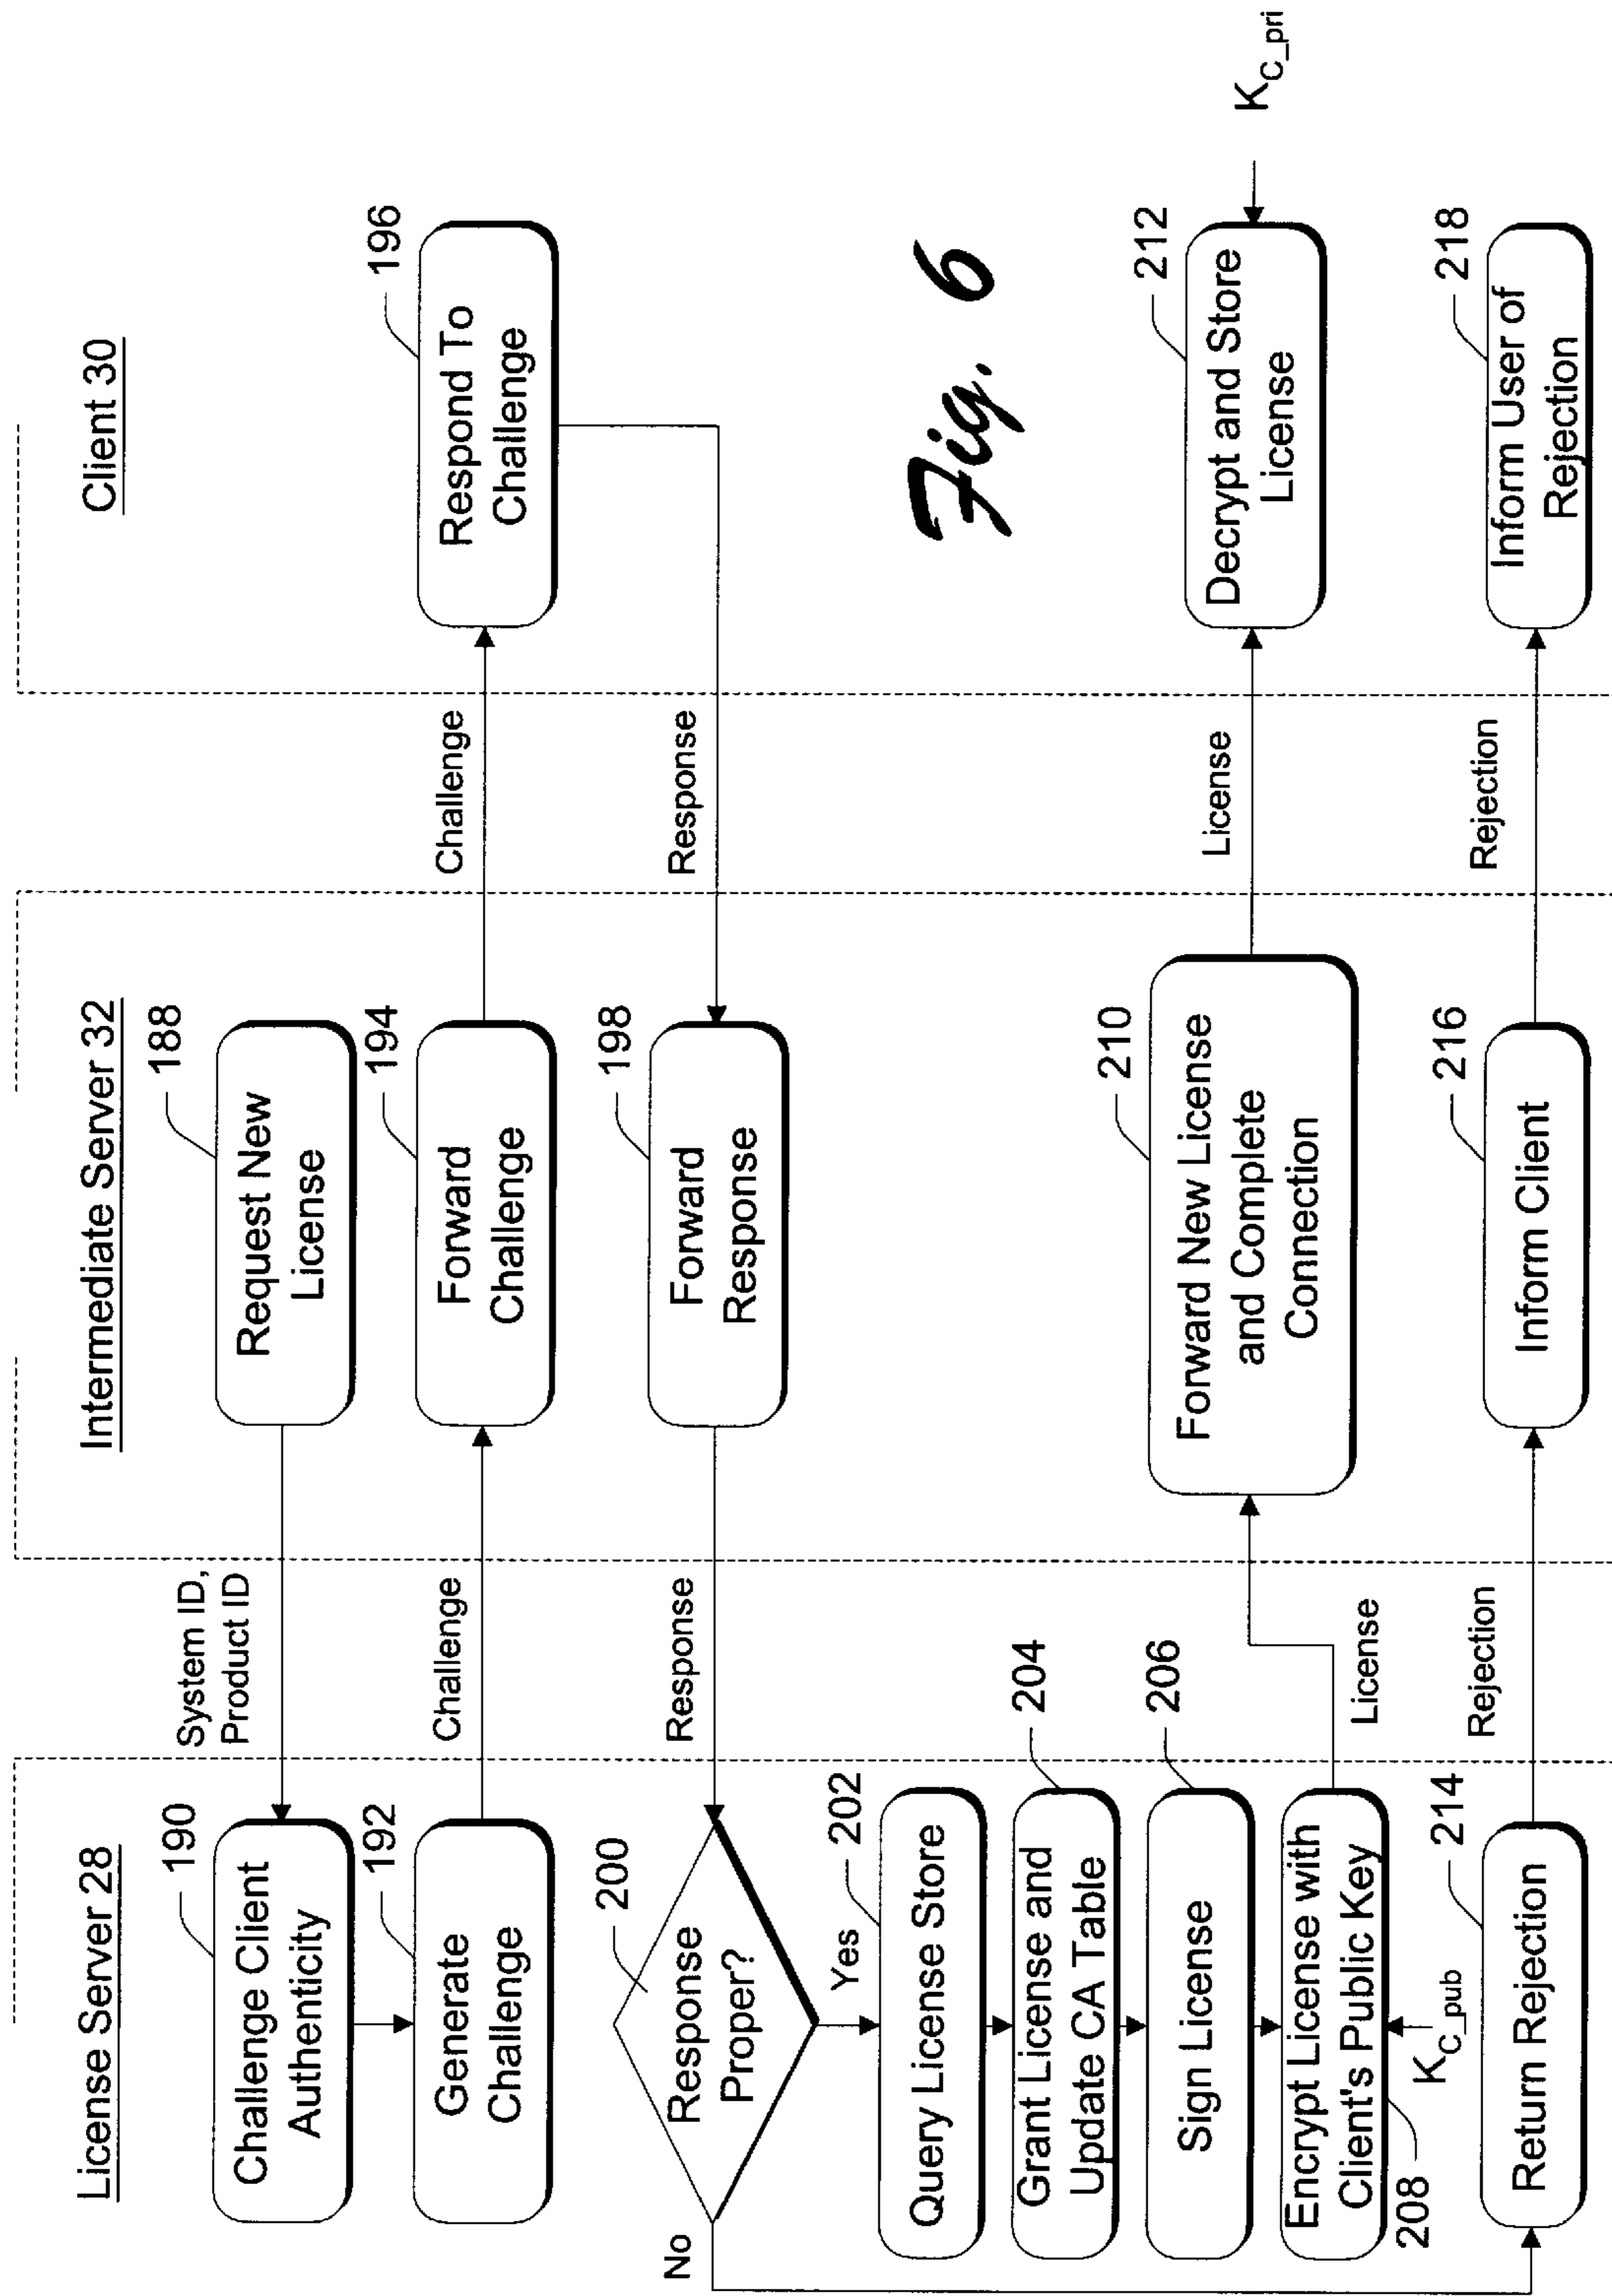 License Server 28
Intermediate Server 32
Client 30
188
Request New
License
System ID,
Product ID
190
Challenge Client
Authenticity
192
Generate
Challenge
Challenge
194
Forward
Challenge
Challenge
196
Respond To
Challenge
Response
198
Forward
Response
Response
200
Response
Proper?
No
Yes
202
Query License Store
204
Grant License and
Update CA Table
206
Sign License
Encrypt License with
Client's Public Key
208
K_C_pub
License
210
Forward New License
and Complete
Connection
License
212
Decrypt and Store
License
K_C_pri
214
Return Rejection
Rejection
216
Inform Client
Rejection
218
Inform User of
Rejection
Fig. 6